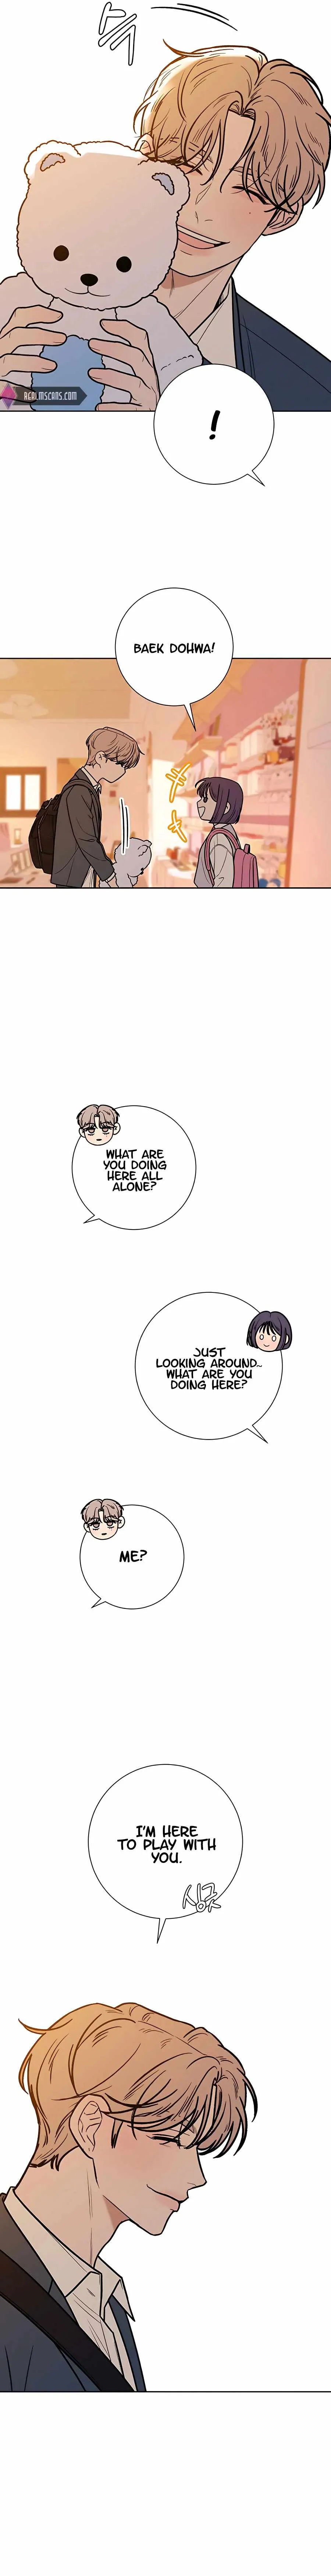 슥
REALMSCANS.COM
!
BAEK DOHWA!
WHAT ARE
YOU DOING
HERE ALL
ALONE?
JUST
LOOKING AROUND~
WHAT ARE YOU
DOING HERE?
ME?
I'M HERE
TO PLAY WITH
YOU.
싱긋